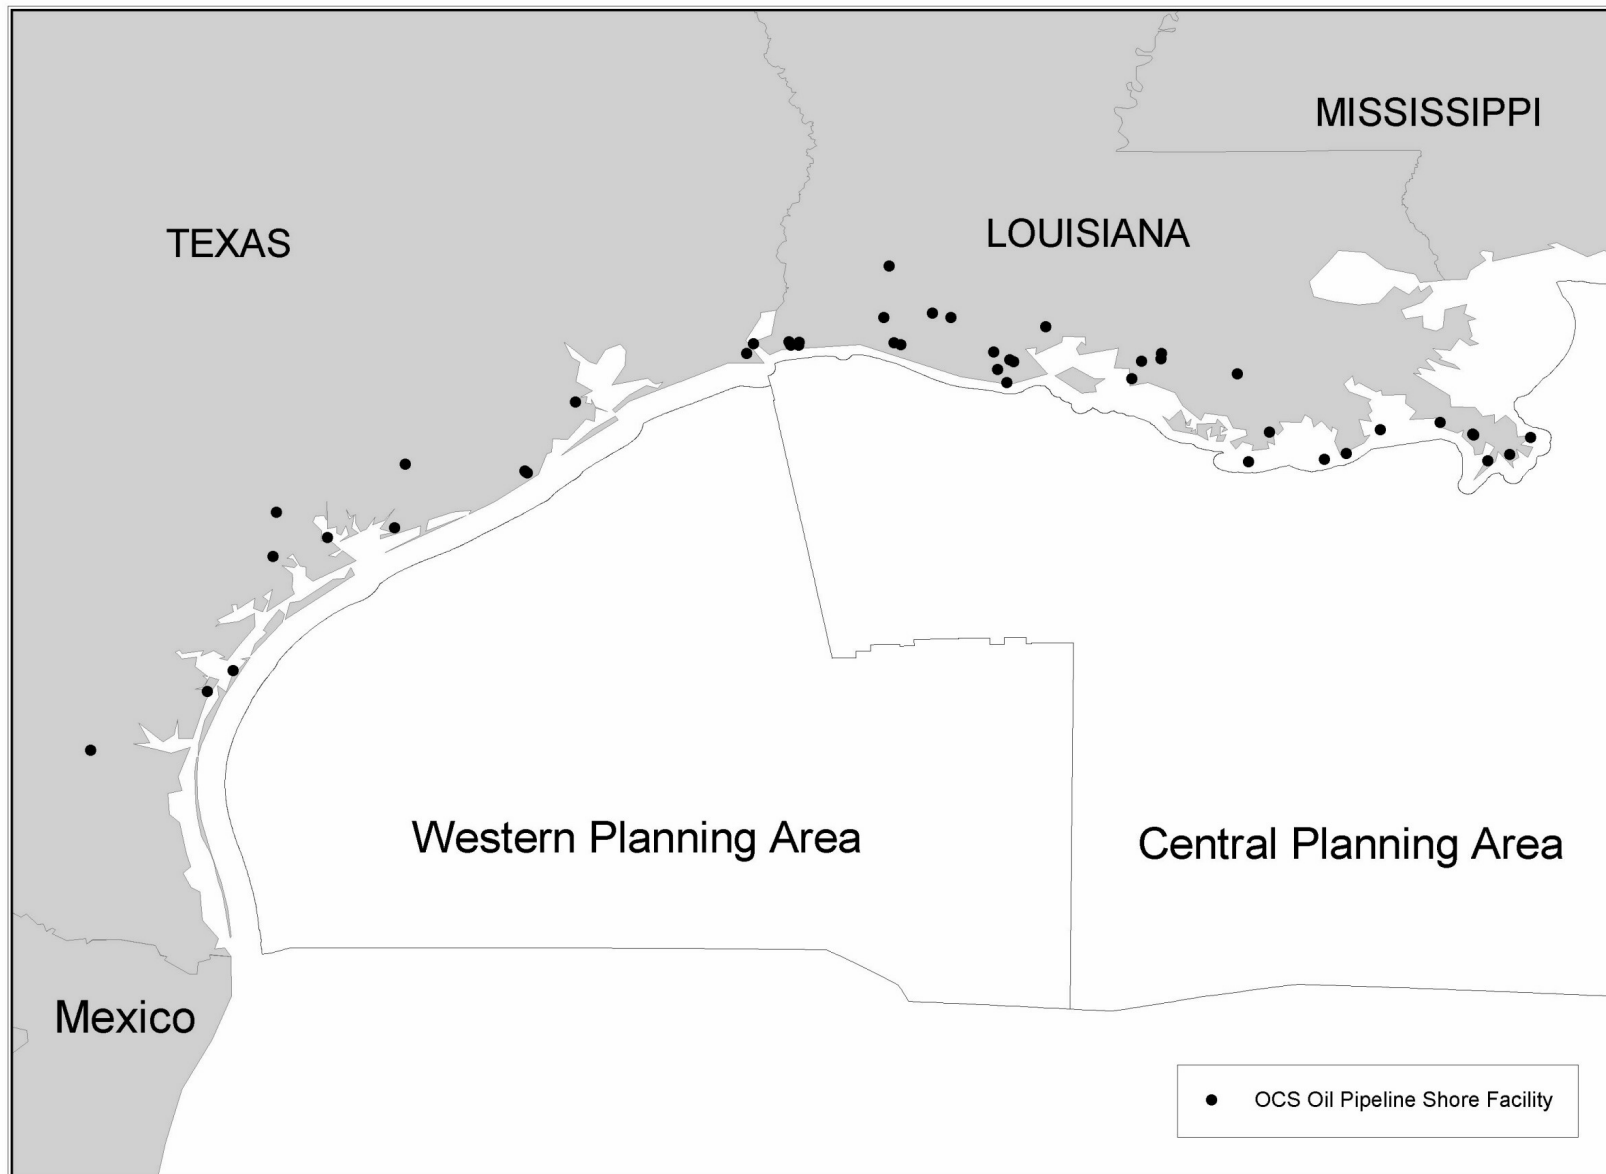 MISSISSIPPI
LOUISIANA
TEXAS
Western Planning Area
Central Planning Area
Mexico
OCS Oil Pipeline Shore Facility